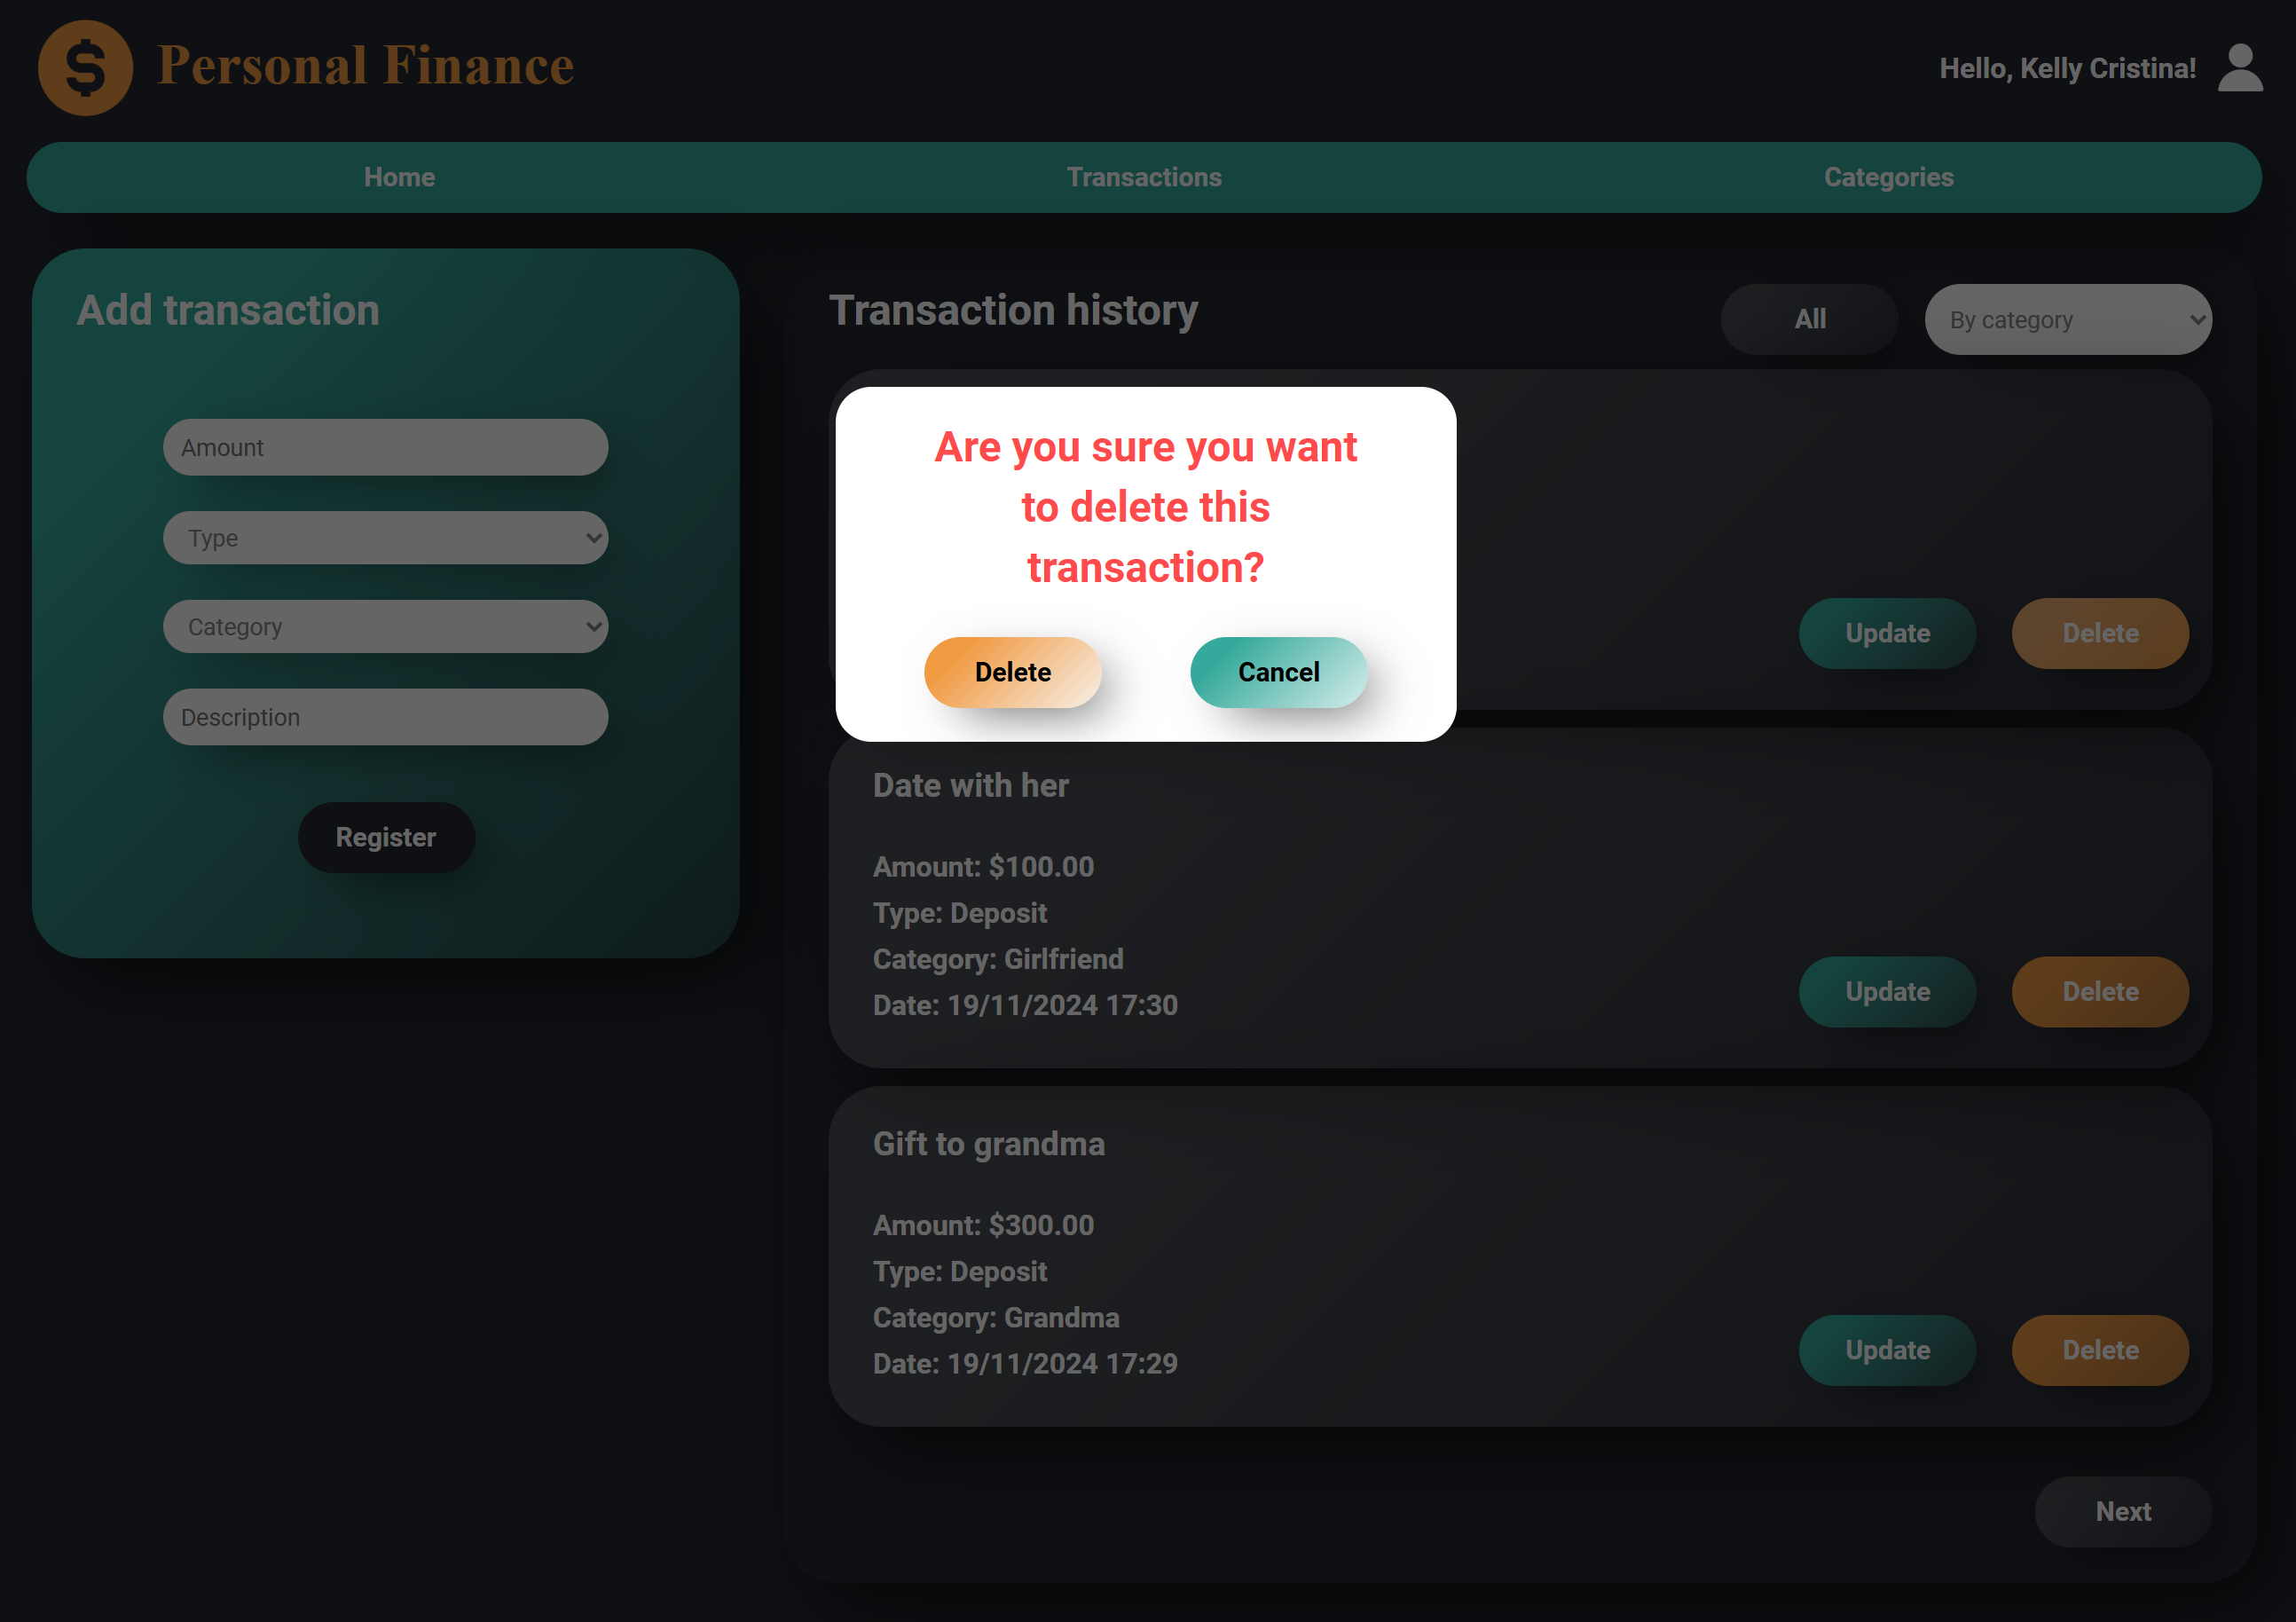 Personal Finance
Hello, Kelly Cristina!
Home
Transactions
Categories
Add transaction
Amount
Type
Category
Description
Register
Transaction history
All
By category
Are you sure you want
to delete this
transaction?
Delete
Cancel
Update
Delete
Date with her
Amount: $100.00
Type: Deposit
Category: Girlfriend
Date: 19/11/2024 17:30
Update
Delete
Gift to grandma
Amount: $300.00
Type: Deposit
Category: Grandma
Date: 19/11/2024 17:29
Update
Delete
Next